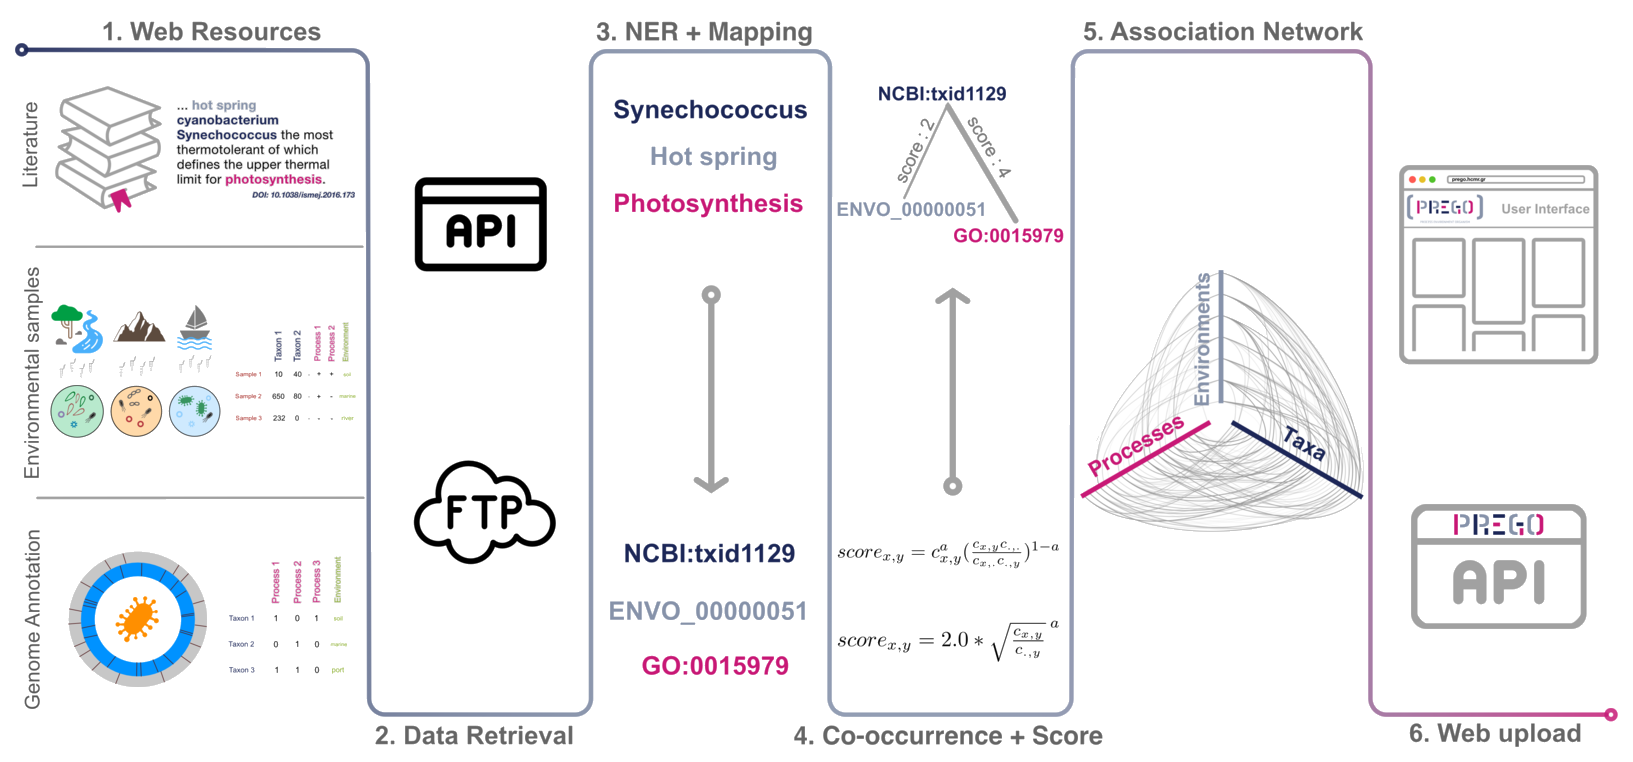 1. Web Resources
3. NER + Mapping
5. Association Network
Literature
... hot spring
cyanobacterium
Synechococcus the most
thermotolerant of which
defines the upper thermal
limit for photosynthesis.
DOI: 10.1038/ismej.2016.173
Environmental samples
Taxon 1
Taxon 2
Process 1
Process 2
Environment
Sample 1 10 40 - + + soil
Sample 2 650 80 - + - marine
Sample 3 232 0 - - - river
Genome Annotation
Process 1
Process 2
Process 3
Environment
Taxon 1 1 0 1 soil
Taxon 2 0 1 0 marine
Taxon 3 1 1 0 port
API
FTP
2. Data Retrieval
Synechococcus
Hot spring
Photosynthesis
NCBI:txid1129
ENVO_00000051
GO:0015979
NCBI:txid1129
score : 2
score : 4
ENVO_00000051
GO:0015979
score_{x,y} = c_{x,y}^{a}(\frac{c_{x,y}c_{.,.}}{c_{x,.}c_{.,y}})^{1-a}
score_{x,y} = 2.0 * \sqrt{\frac{c_{x,y}}{c_{.,y}}}^{a}
4. Co-occurrence + Score
Environments
Processes
Taxa
prego.hcmr.gr
[PREGO] User Interface
PREGO
API
6. Web upload